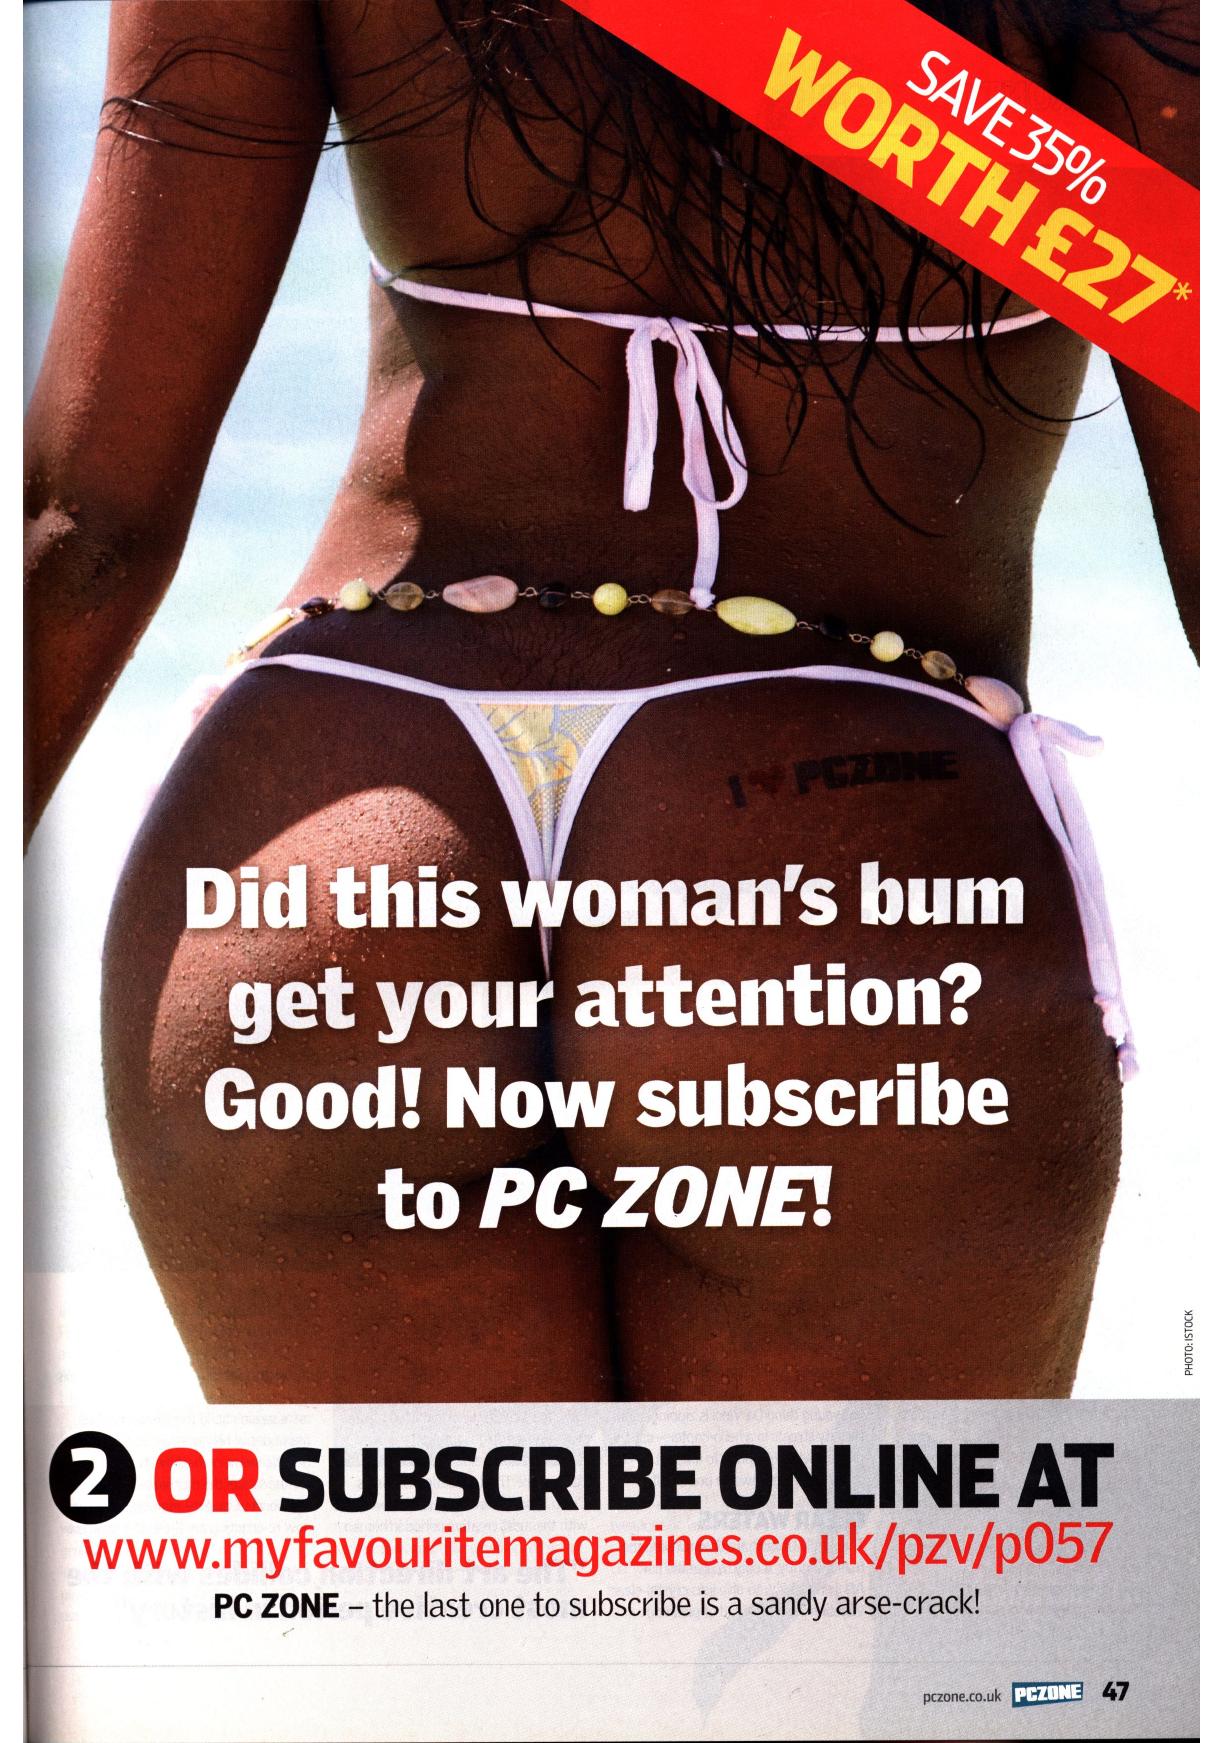 SAVE 35%
WORTH £27*
I ♥ PCZONE
Did this woman's bum
get your attention?
Good! Now subscribe
to PC ZONE!
PHOTO: ISTOCK
2 OR SUBSCRIBE ONLINE AT
www.myfavouritemagazines.co.uk/pzv/p057
PC ZONE – the last one to subscribe is a sandy arse-crack!
pczone.co.uk PCZONE 47